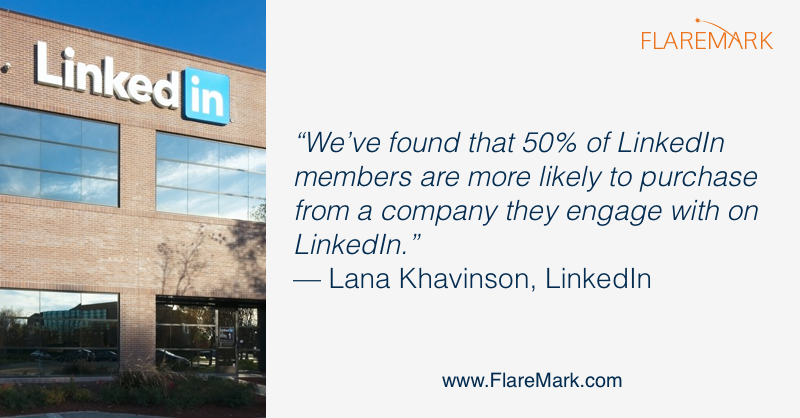 Linked in
FLAREMARK
“We’ve found that 50% of LinkedIn
members are more likely to purchase
from a company they engage with on
LinkedIn.”
— Lana Khavinson, LinkedIn
www.FlareMark.com